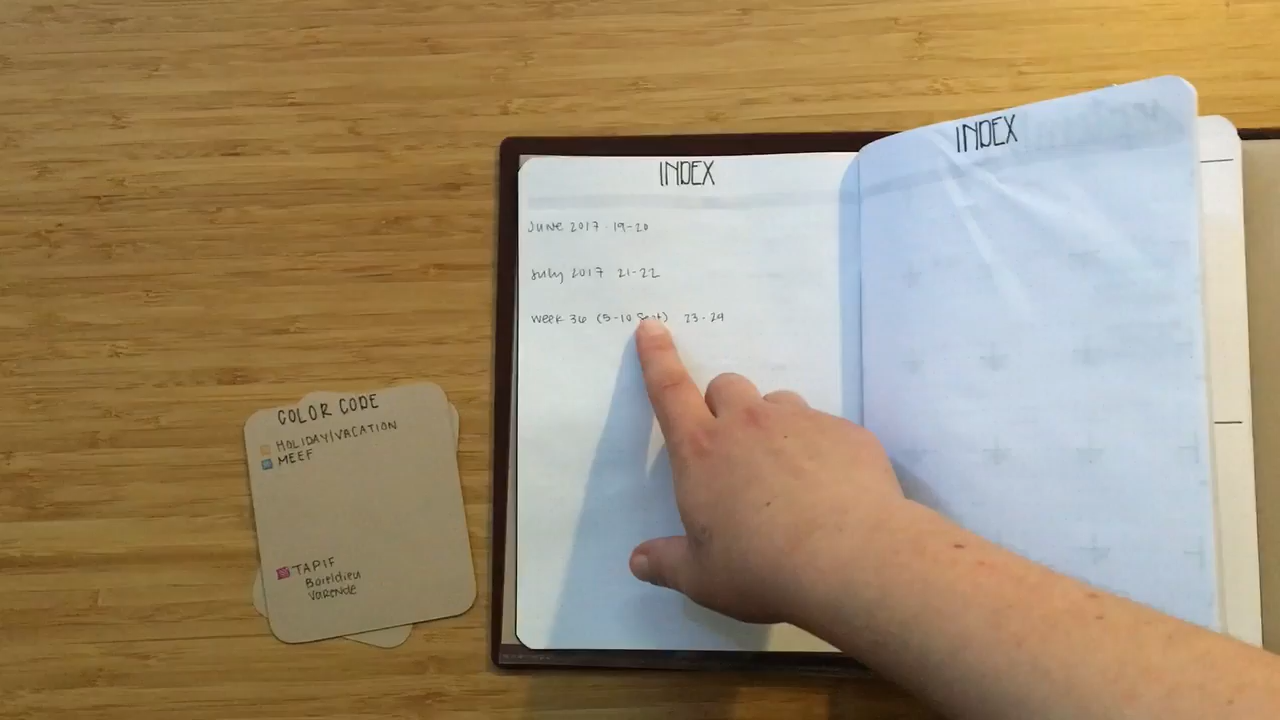 INDEX
June 2017 19-20
July 2017 21-22
Week 36 (5-10 Sept) 23-24
INDEX
COLOR CODE
HOLIDAY/VACATION
MEEF
TAPIF
Boieldieu
Varende